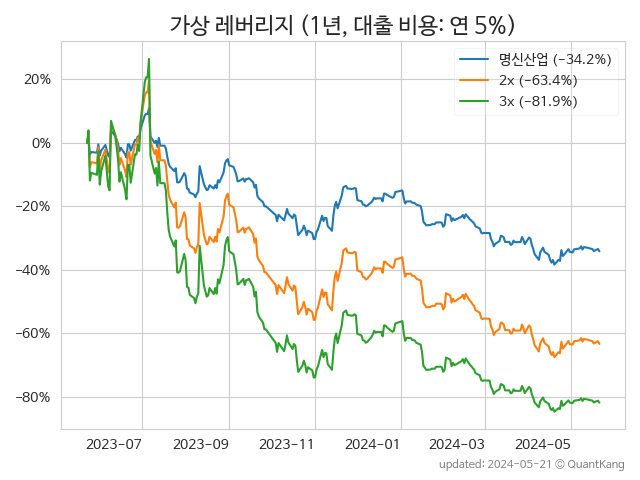 가상 레버리지 (1년, 대출 비용: 연 5%)
명신산업 (−34.2%)
2x (−63.4%)
3x (−81.9%)
20%
0%
−20%
−40%
−60%
−80%
2023-07 2023-09 2023-11 2024-01 2024-03 2024-05
updated: 2024-05-21 © QuantKang